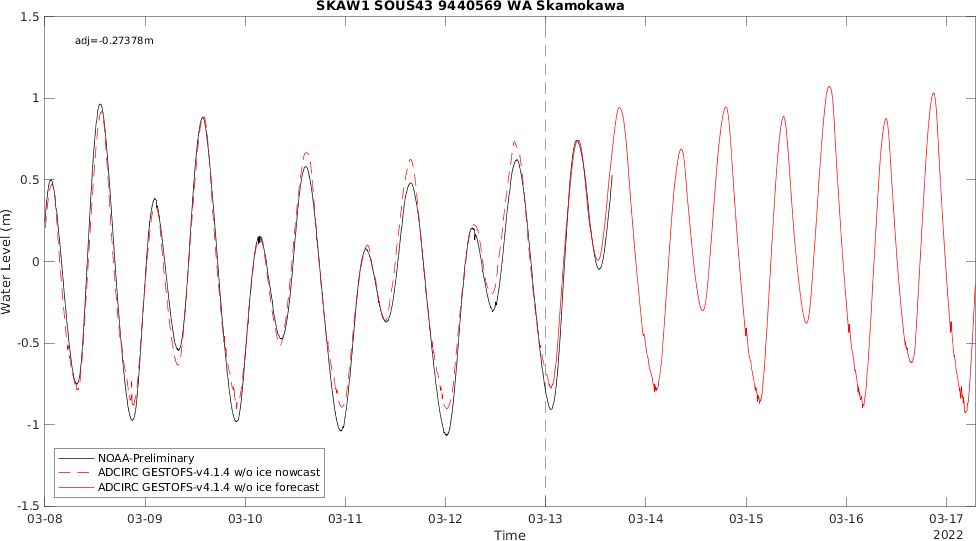 SKAW1 SOUS43 9440569 WA Skamokawa
adj=-0.27378m
1.5
1
0.5
0
-0.5
-1
-1.5
Water Level (m)
NOAA-Preliminary
ADCIRC GESTOFS-v4.1.4 w/o ice nowcast
ADCIRC GESTOFS-v4.1.4 w/o ice forecast
03-08 03-09 03-10 03-11 03-12 03-13 03-14 03-15 03-16 03-17
Time
2022